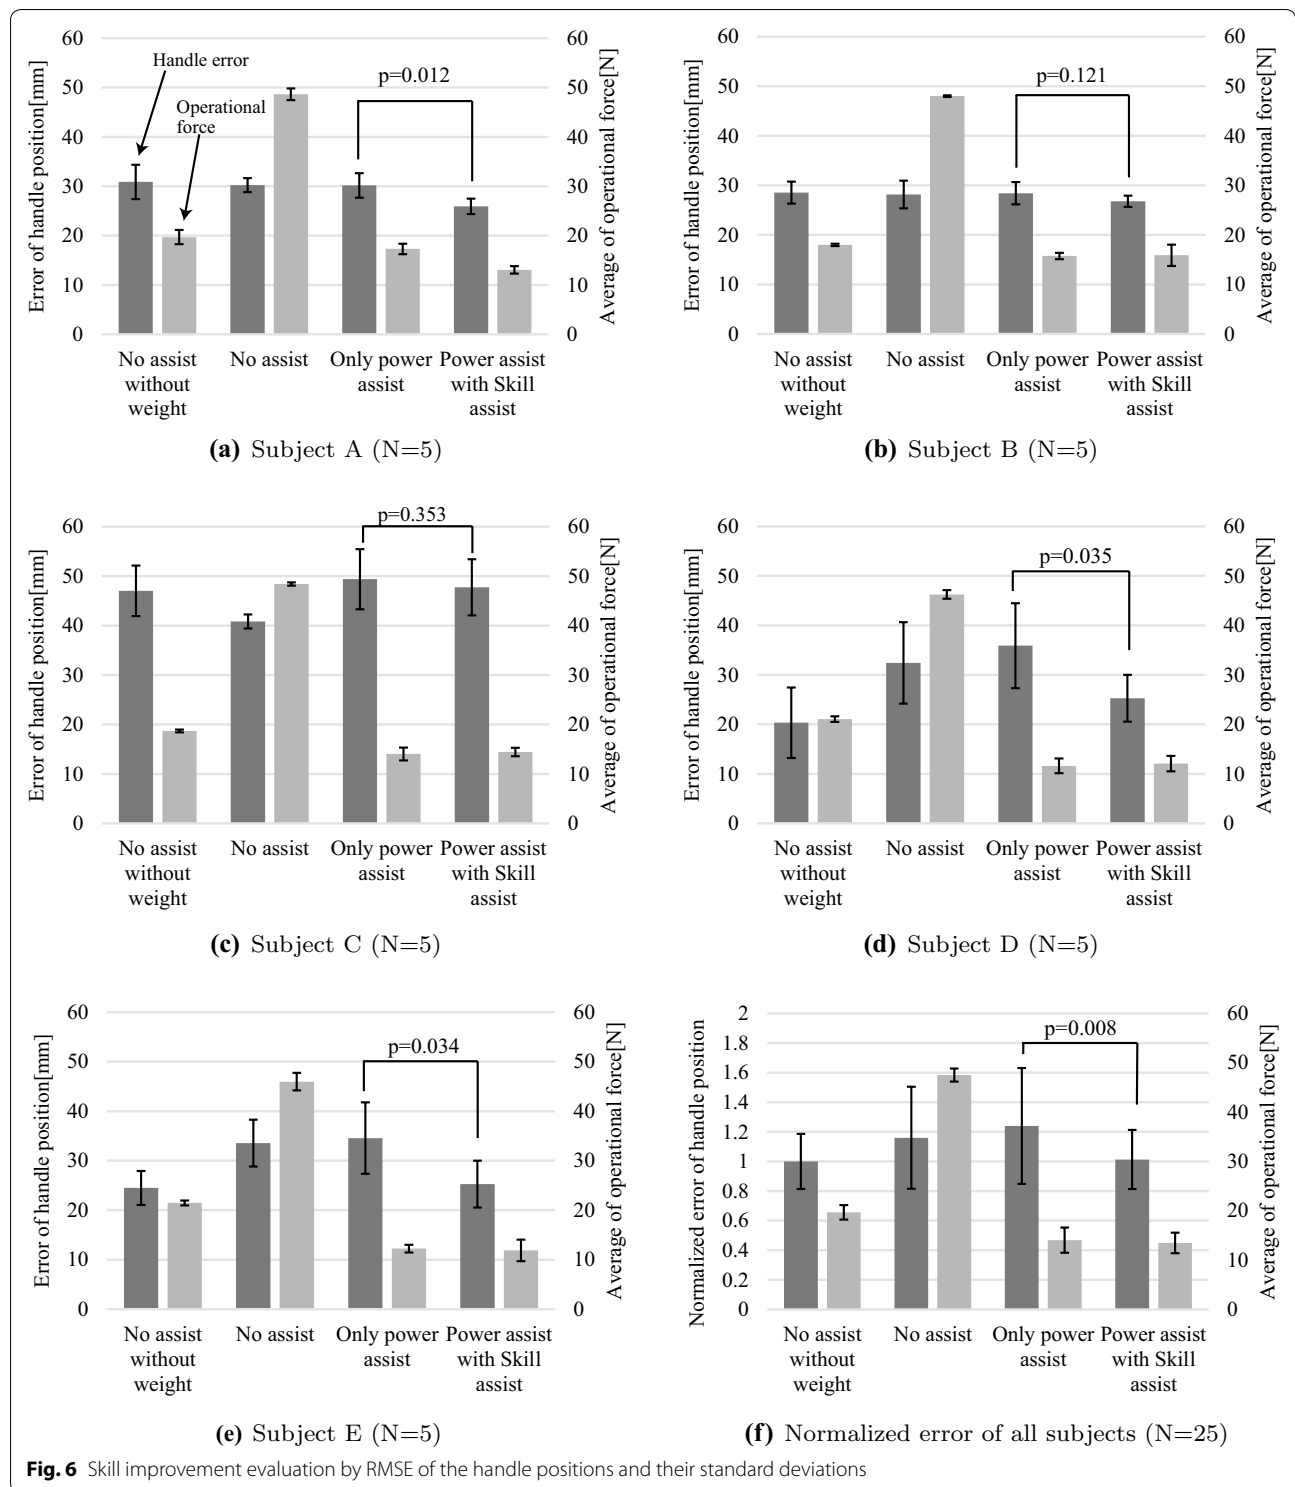 60
50
40
30
20
10
0
Error of handle position[mm]
Handle error
Operational
force
p=0.012
60
50
40
30
20
10
0
Average of operational force[N]
No assist
without
weight
No assist
Only power
assist
Power assist
with Skill
assist
(a) Subject A (N=5)
60
50
40
30
20
10
0
Error of handle position[mm]
p=0.121
60
50
40
30
20
10
0
Average of operational force[N]
No assist
without
weight
No assist
Only power
assist
Power assist
with Skill
assist
(b) Subject B (N=5)
60
50
40
30
20
10
0
Error of handle position[mm]
p=0.353
60
50
40
30
20
10
0
Average of operational force[N]
No assist
without
weight
No assist
Only power
assist
Power assist
with Skill
assist
(c) Subject C (N=5)
60
50
40
30
20
10
0
Error of handle position[mm]
p=0.035
60
50
40
30
20
10
0
Average of operational force[N]
No assist
without
weight
No assist
Only power
assist
Power assist
with Skill
assist
(d) Subject D (N=5)
60
50
40
30
20
10
0
Error of handle position[mm]
p=0.034
60
50
40
30
20
10
0
Average of operational force[N]
No assist
without
weight
No assist
Only power
assist
Power assist
with Skill
assist
(e) Subject E (N=5)
2
1.8
1.6
1.4
1.2
1
0.8
0.6
0.4
0.2
0
Normalized error of handle position
p=0.008
60
50
40
30
20
10
0
Average of operational force[N]
No assist
without
weight
No assist
Only power
assist
Power assist
with Skill
assist
(f) Normalized error of all subjects (N=25)
Fig. 6 Skill improvement evaluation by RMSE of the handle positions and their standard deviations